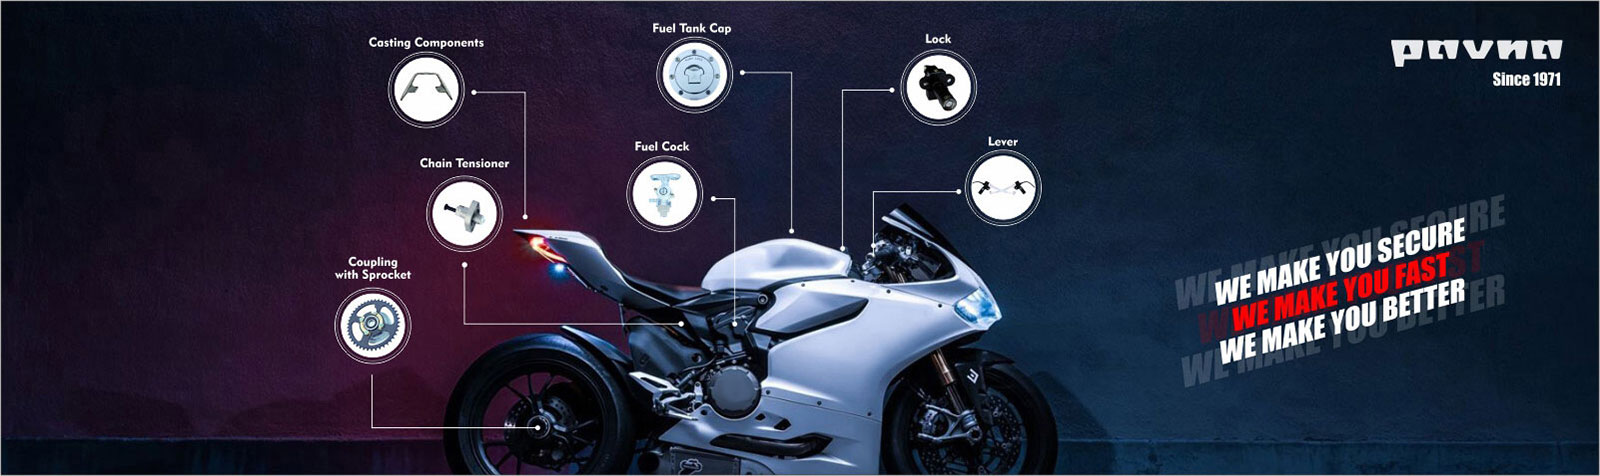 Casting Components
Fuel Tank Cap
Lock
pavna
Since 1971
Chain Tensioner
Fuel Cock
Lever
Coupling
with Sprocket
WE MAKE YOU SECURE
WE MAKE YOU FAST
WE MAKE YOU BETTER